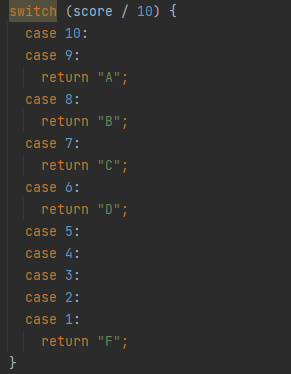 switch (score / 10) {
  case 10:
  case 9:
    return "A";
  case 8:
    return "B";
  case 7:
    return "C";
  case 6:
    return "D";
  case 5:
  case 4:
  case 3:
  case 2:
  case 1:
    return "F";
}